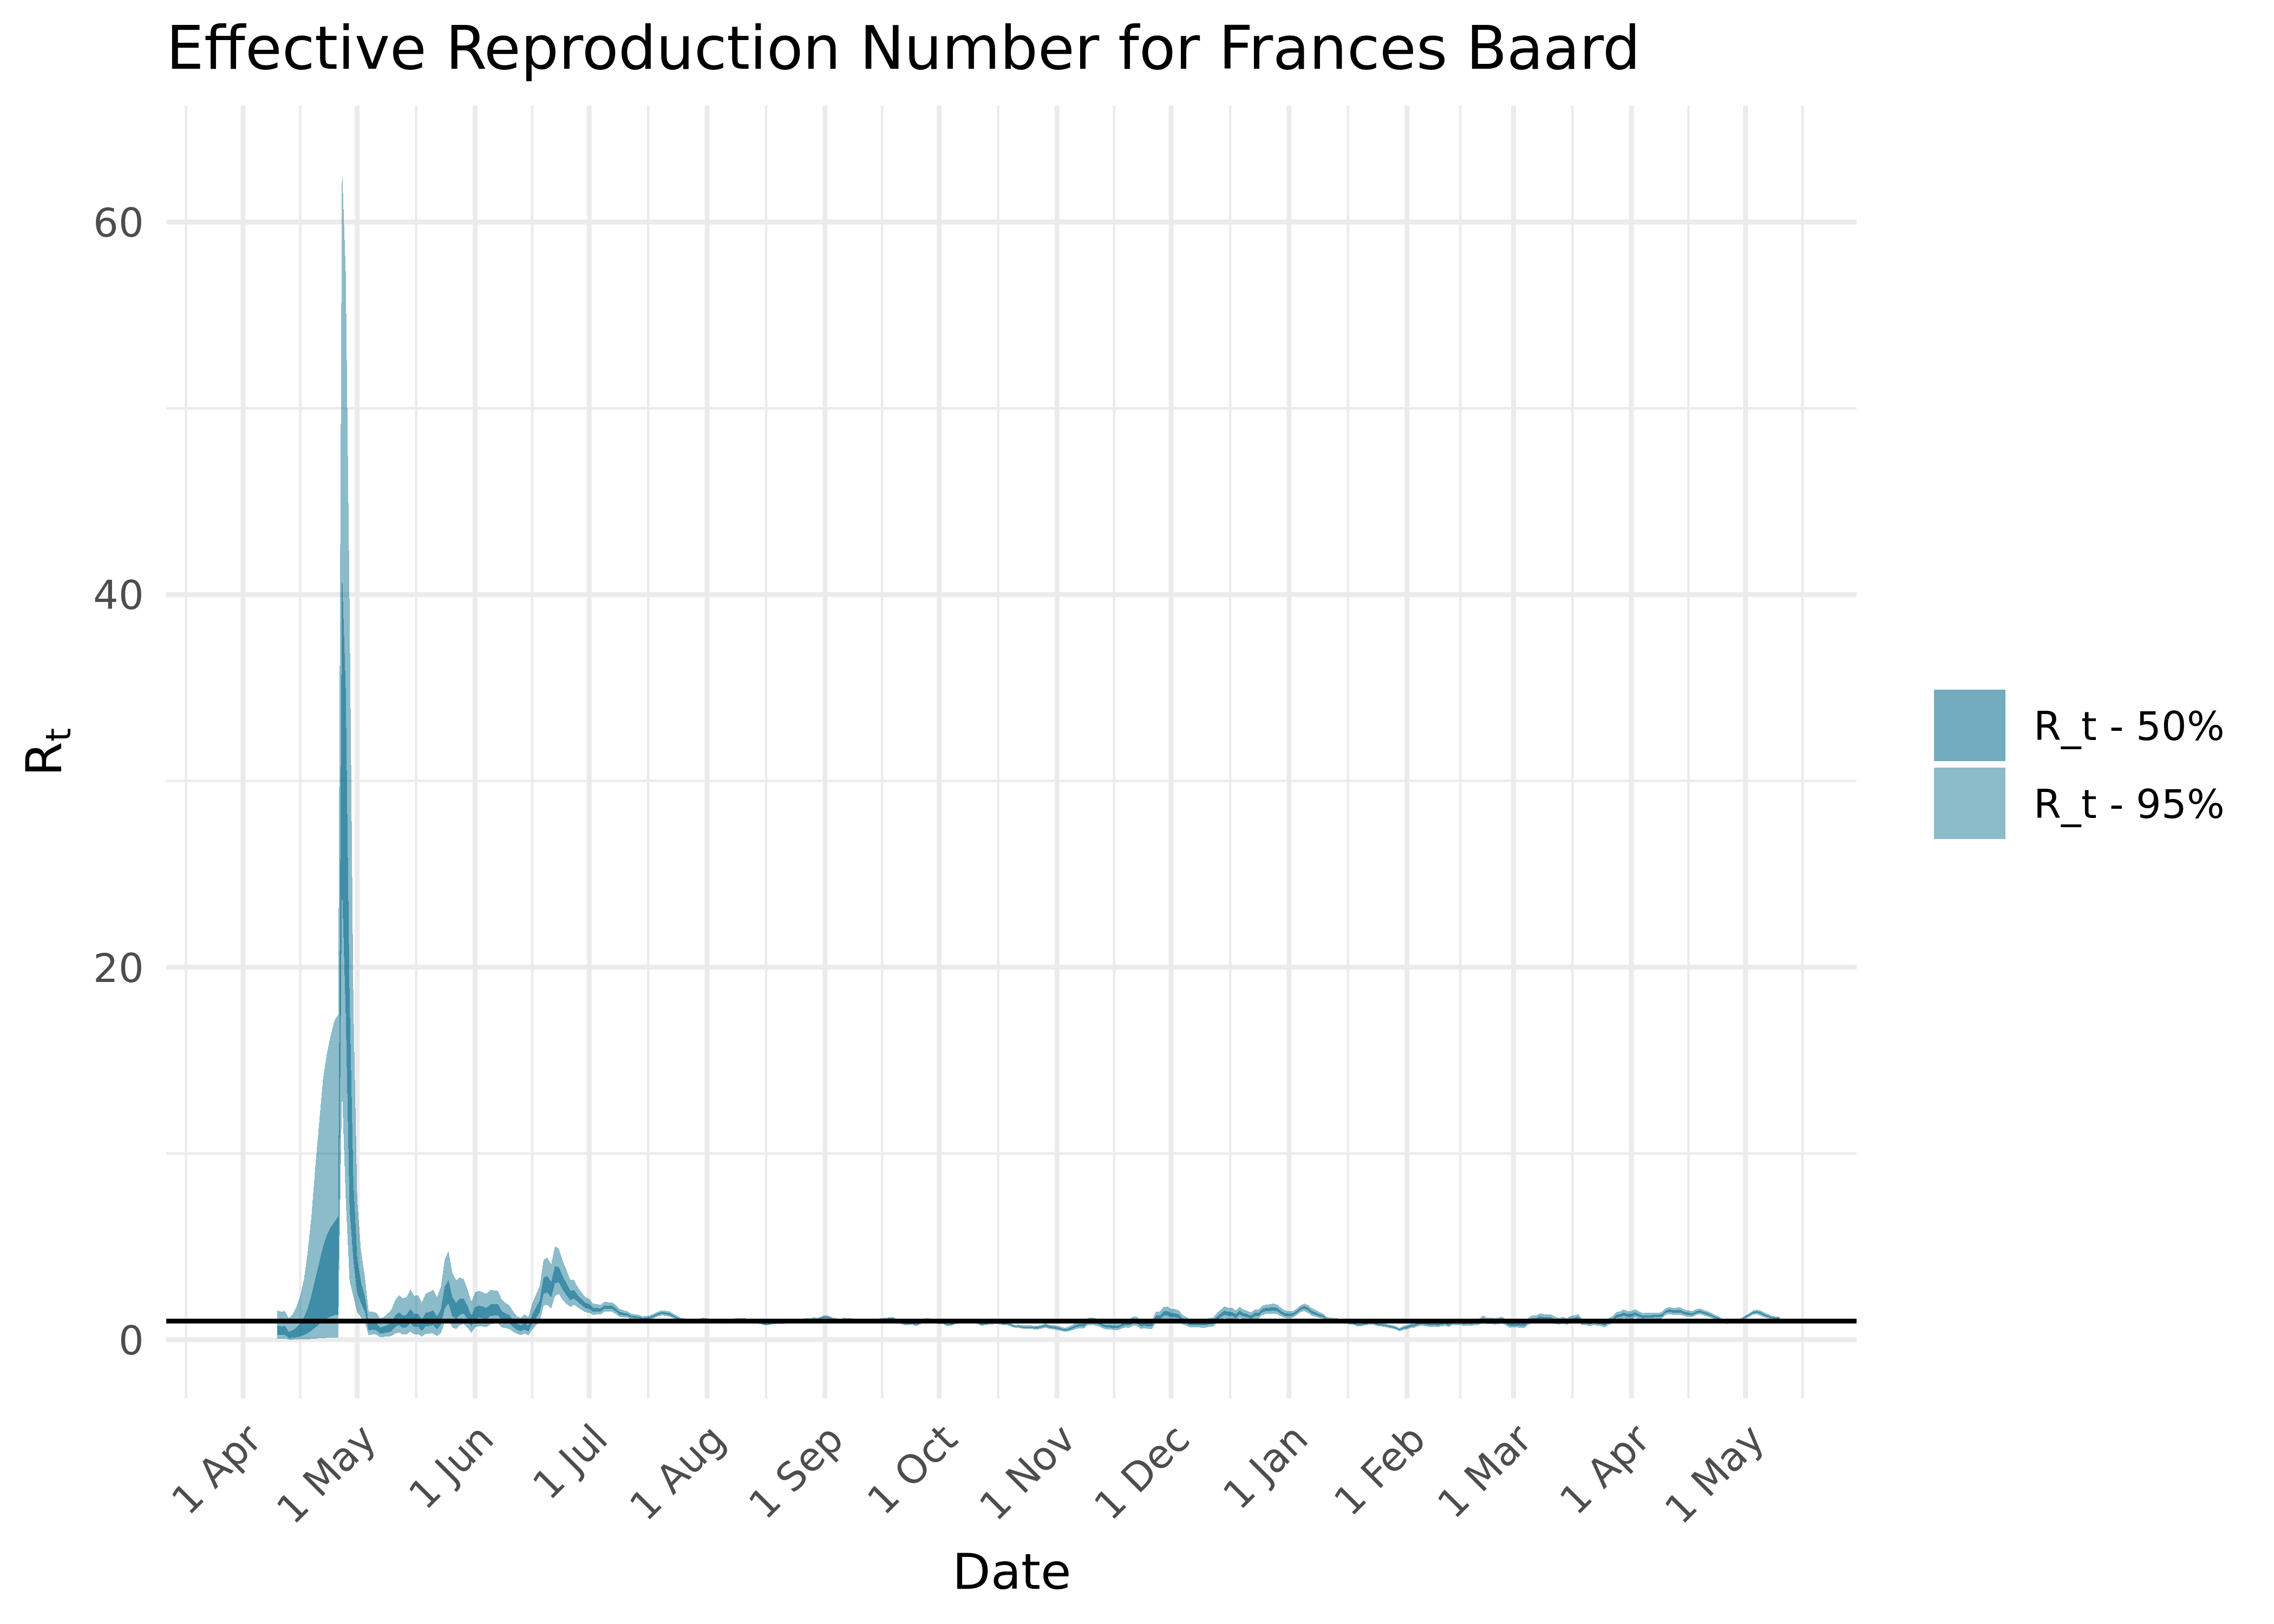 Effective Reproduction Number for Frances Baard
60
40
20
0
Rt
R_t - 50%
R_t - 95%
1 Apr
1 May
1 Jun
1 Jul
1 Aug
1 Sep
1 Oct
1 Nov
1 Dec
1 Jan
1 Feb
1 Mar
1 Apr
1 May
Date